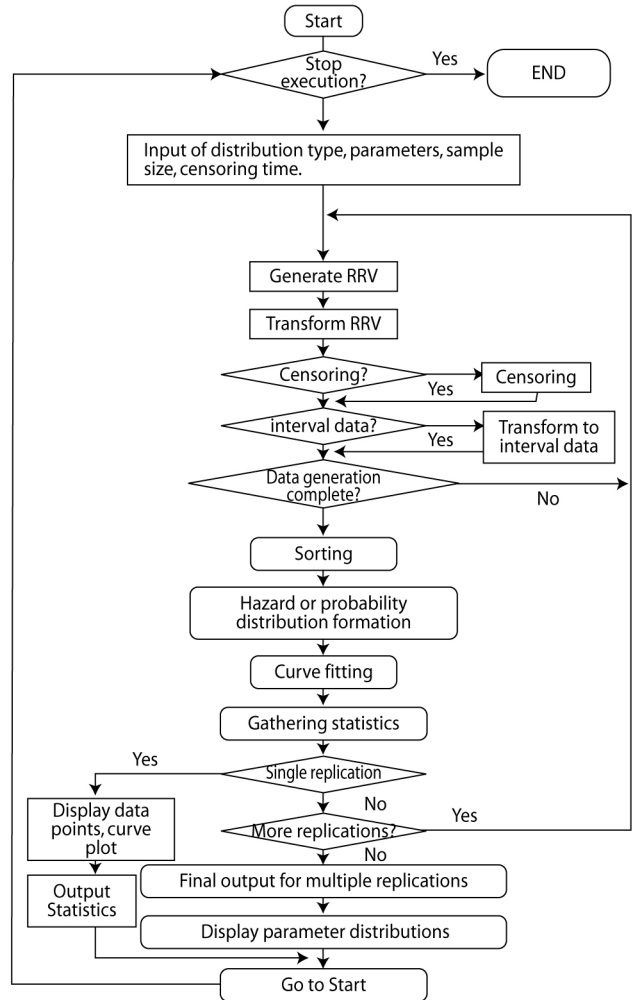 Start
Stop
execution?
Yes
END
Input of distribution type, parameters, sample
size, censoring time.
Generate RRV
Transform RRV
Censoring?
Yes
Censoring
interval data?
Yes
Transform to
interval data
Data generation
complete?
No
Sorting
Hazard or probability
distribution formation
Curve fitting
Gathering statistics
Single replication
Yes
No
Display data
points, curve
plot
More replications?
Yes
No
Output
Statistics
Final output for multiple replications
Display parameter distributions
Go to Start